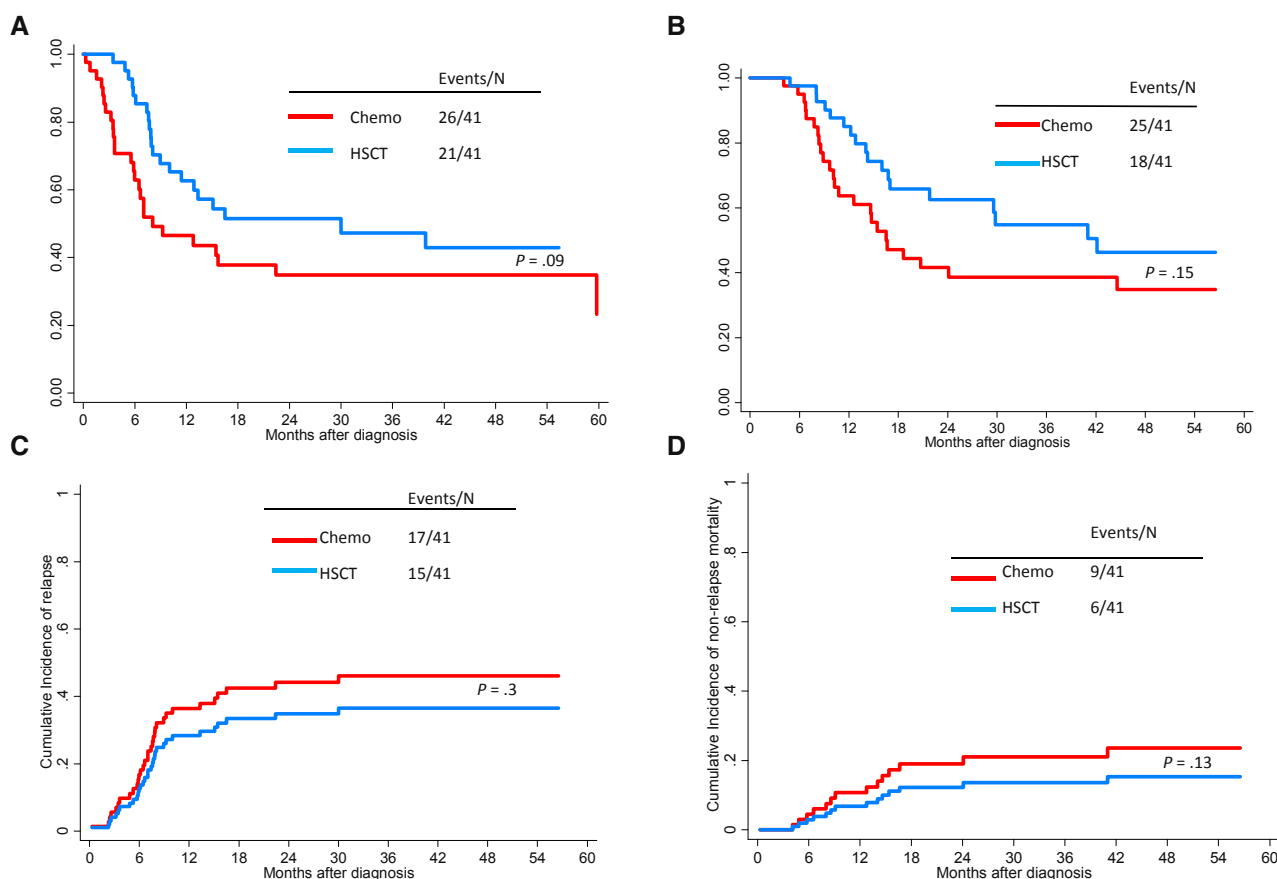 A
Events/N
Chemo 26/41
HSCT 21/41
P = .09
1.00
0.80
0.60
0.40
0.20
0.00
0 6 12 18 24 30 36 42 48 54 60
Months after diagnosis
B
Events/N
Chemo 25/41
HSCT 18/41
P = .15
1.00
0.80
0.60
0.40
0.20
0.00
0 6 12 18 24 30 36 42 48 54 60
Months after diagnosis
C
Events/N
Chemo 17/41
HSCT 15/41
P = .3
Cumulative Incidence of relapse
1
.8
.6
.4
.2
0
0 6 12 18 24 30 36 42 48 54 60
Months after diagnosis
D
Events/N
Chemo 9/41
HSCT 6/41
P = .13
Cumulative Incidence of non-relapse mortality
1
.8
.6
.4
.2
0
0 6 12 18 24 30 36 42 48 54 60
Months after diagnosis